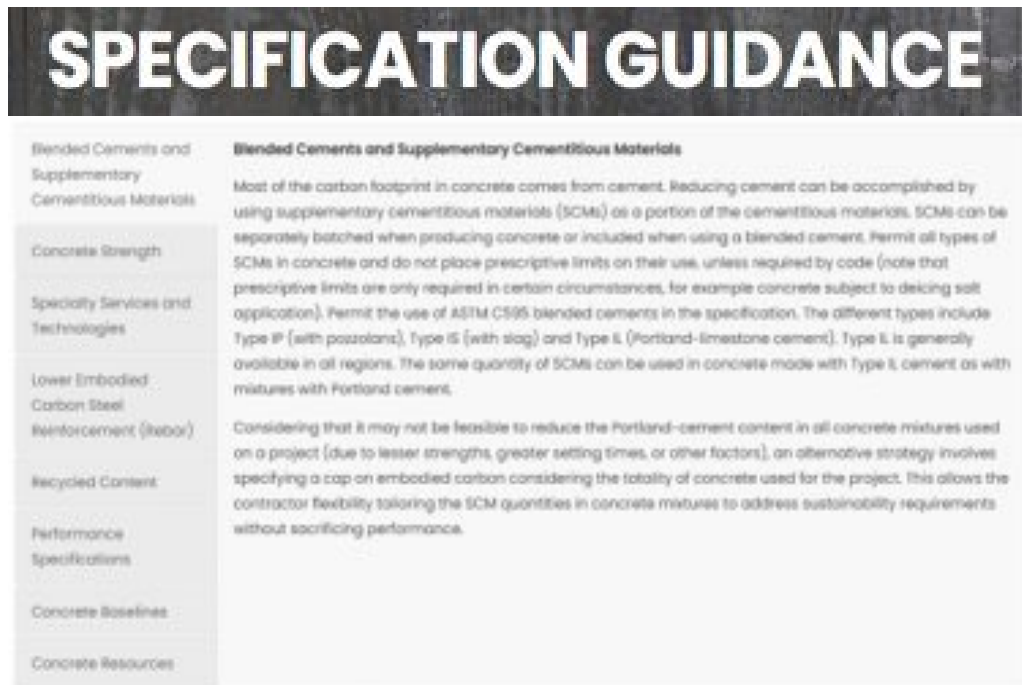 SPECIFICATION GUIDANCE
Blended Cements and
Supplementary
Cementitious Materials
Concrete Strength
Specialty Services and
Technologies
Lower Embodied
Carbon Steel
Reinforcement (Rebar)
Recycled Content
Performance
Specifications
Concrete Baselines
Concrete Resources
Blended Cements and Supplementary Cementitious Materials
Most of the carbon footprint in concrete comes from cement. Reducing cement can be accomplished by
using supplementary cementitious materials (SCMs) as a portion of the cementitious materials. SCMs can be
separately batched when producing concrete or included when using a blended cement. Permit all types of
SCMs in concrete and do not place prescriptive limits on their use, unless required by code (note that
prescriptive limits are only required in certain circumstances, for example concrete subject to deicing salt
application). Permit the use of ASTM C595 blended cements in the specification. The different types include
Type IP (with pozzolans), Type IS (with slag) and Type IL (Portland-limestone cement). Type IL is generally
available in all regions. The same quantity of SCMs can be used in concrete made with Type IL cement as with
mixtures with Portland cement.
Considering that it may not be feasible to reduce the Portland-cement content in all concrete mixtures used
on a project (due to lesser strengths, greater setting times, or other factors), an alternative strategy involves
specifying a cap on embodied carbon considering the totality of concrete used for the project. This allows the
contractor flexibility tailoring the SCM quantities in concrete mixtures to address sustainability requirements
without sacrificing performance.